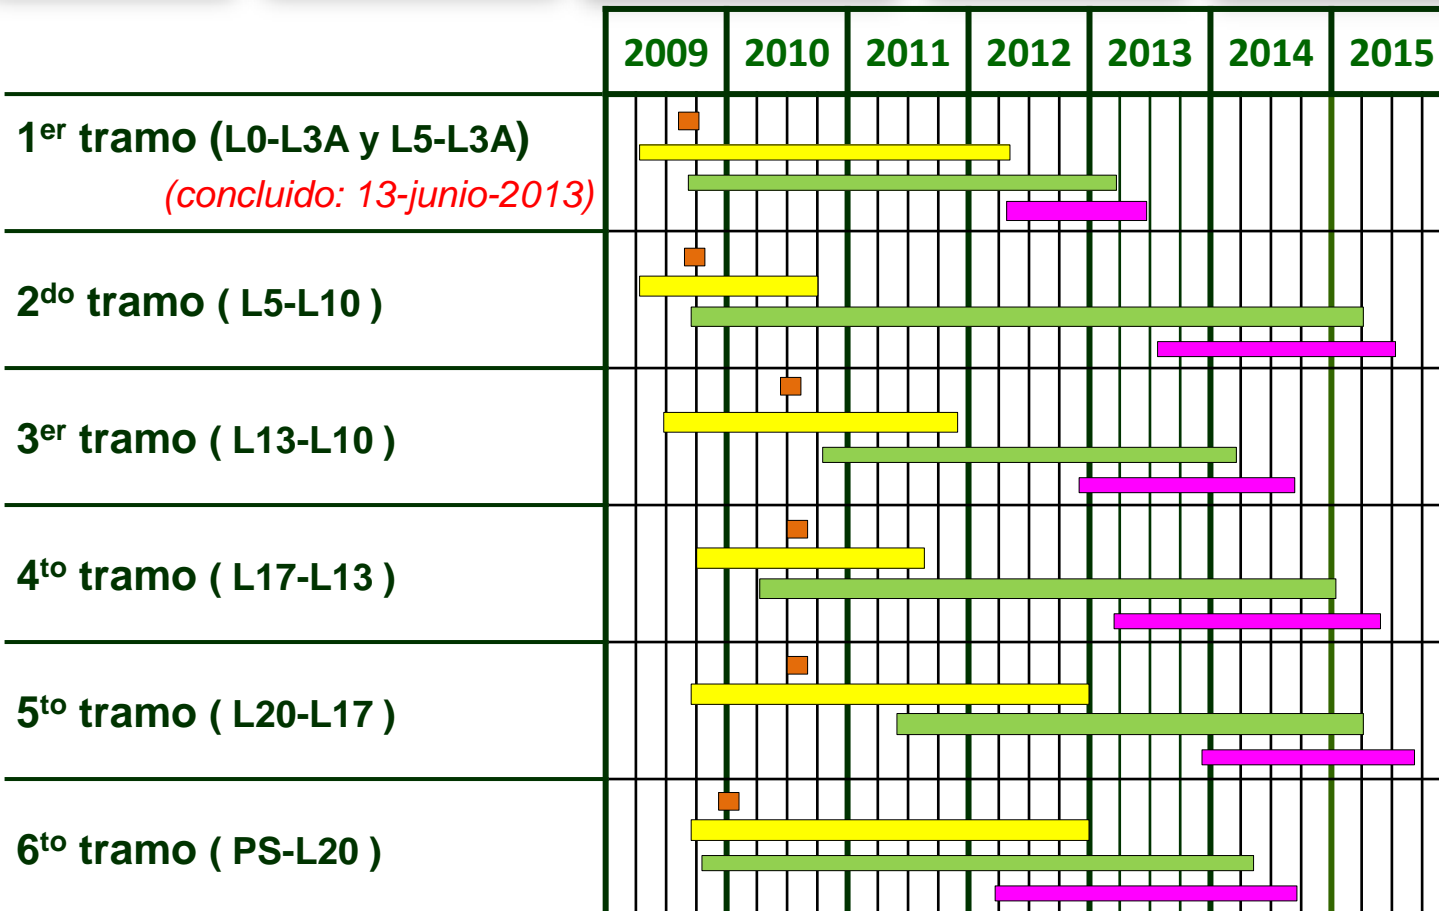 2009 2010 2011 2012 2013 2014 2015
1er tramo (L0-L3A y L5-L3A)
(concluido: 13-junio-2013)
2do tramo ( L5-L10 )
3er tramo ( L13-L10 )
4to tramo ( L17-L13 )
5to tramo ( L20-L17 )
6to tramo ( PS-L20 )